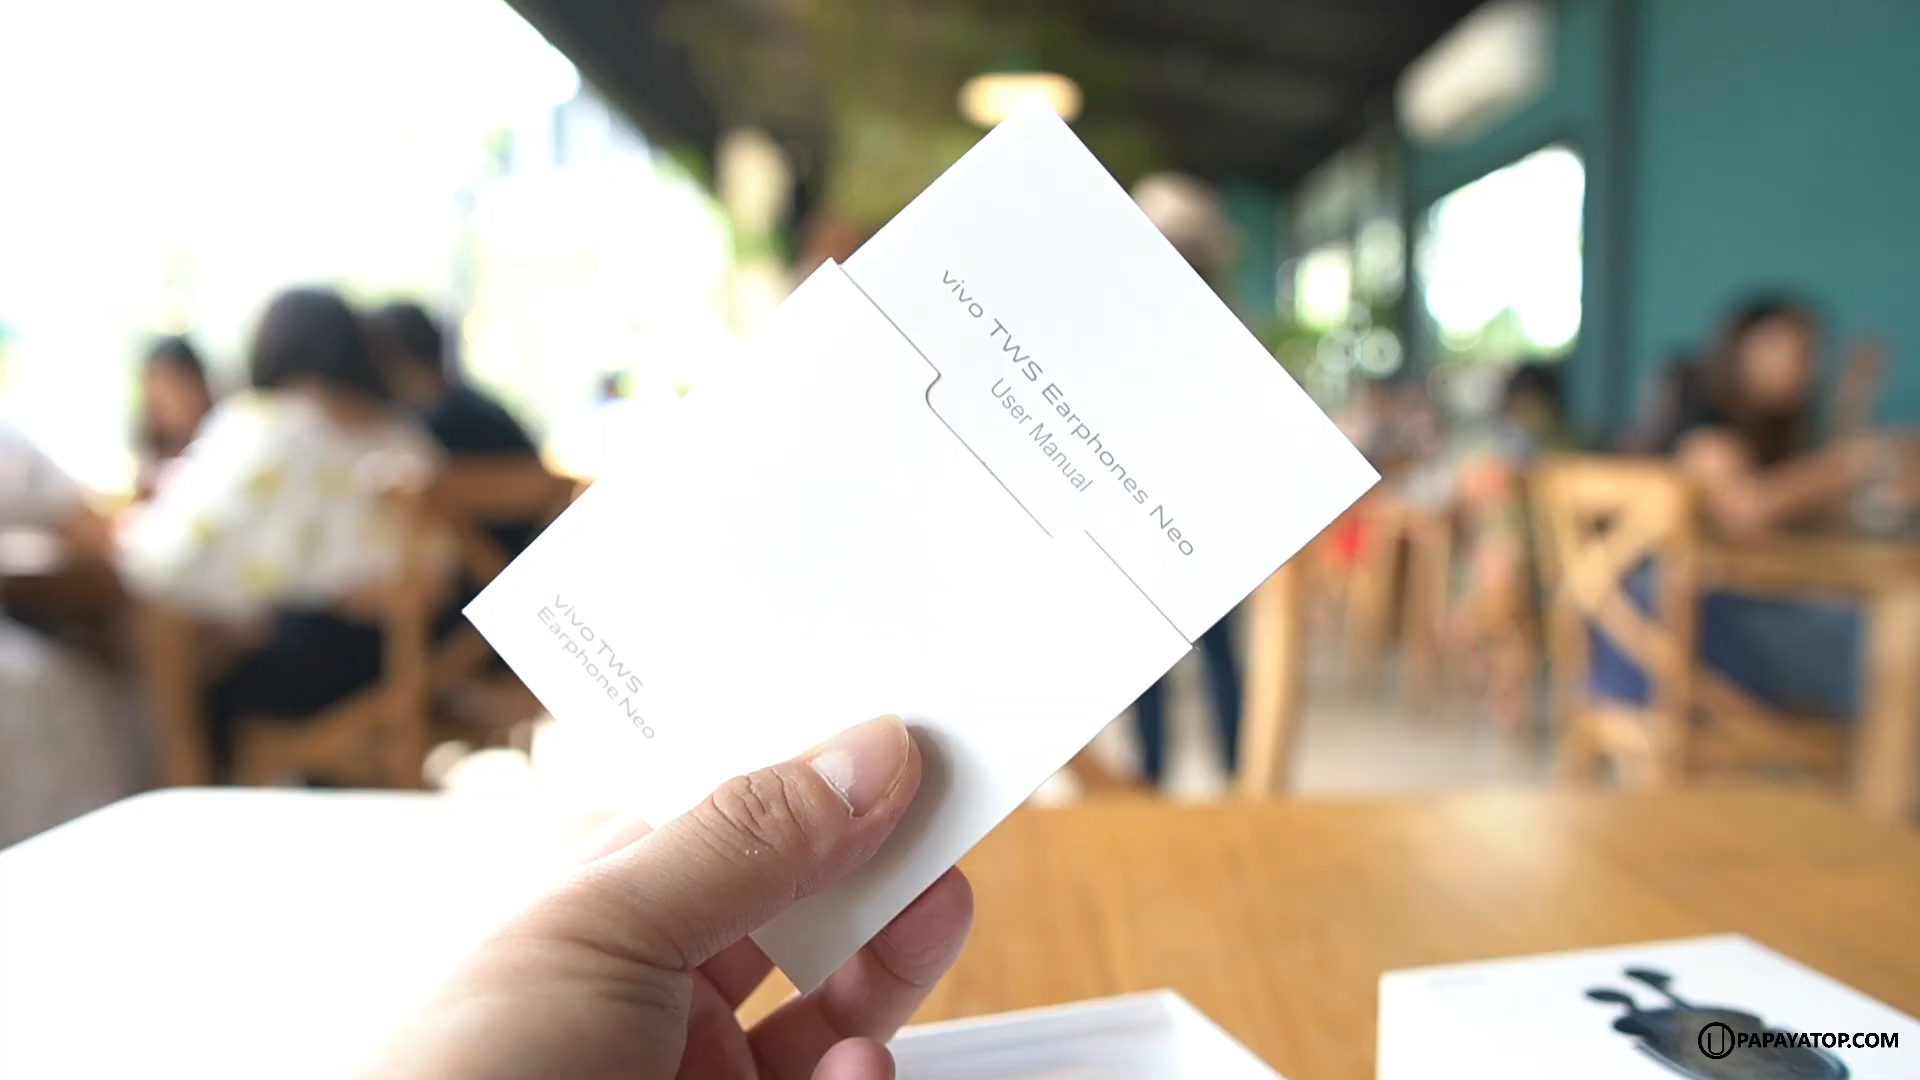 vivo TWS Earphones Neo
User Manual
vivo TWS
Earphone Neo
PAPAYATOP.COM